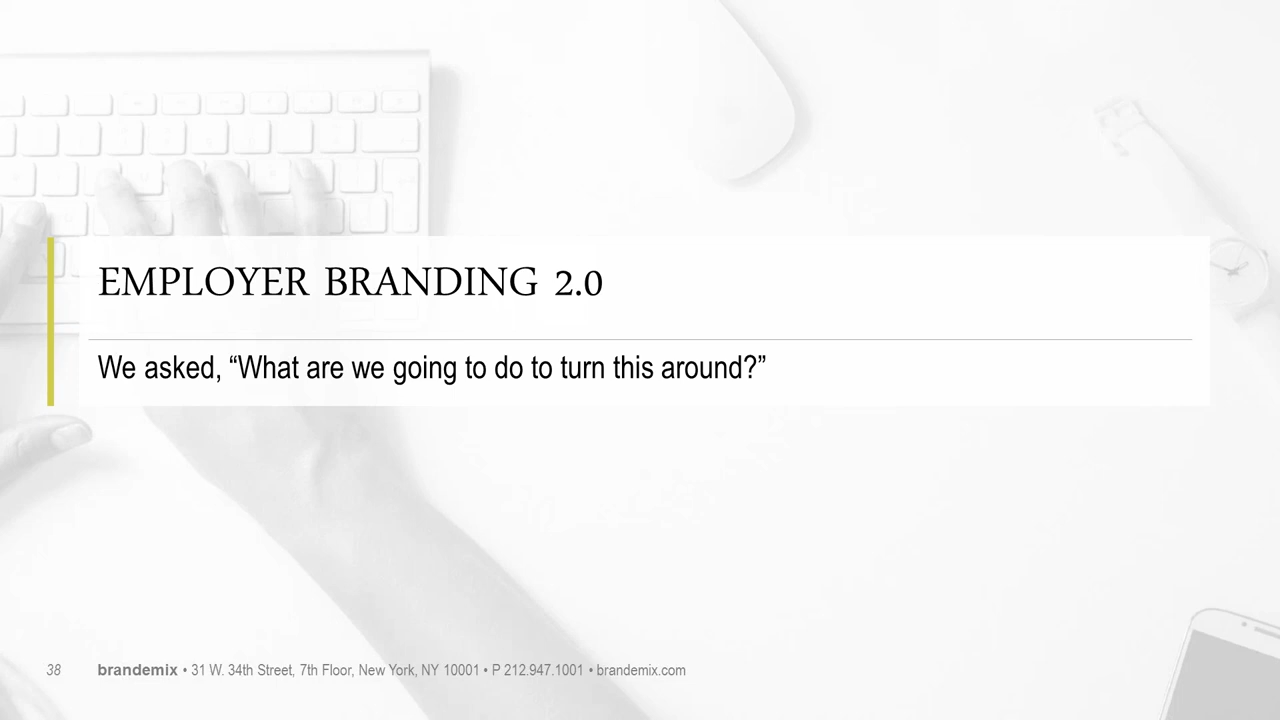 EMPLOYER BRANDING 2.0
We asked, “What are we going to do to turn this around?”
38 brandemix • 31 W. 34th Street, 7th Floor, New York, NY 10001 • P 212.947.1001 • brandemix.com